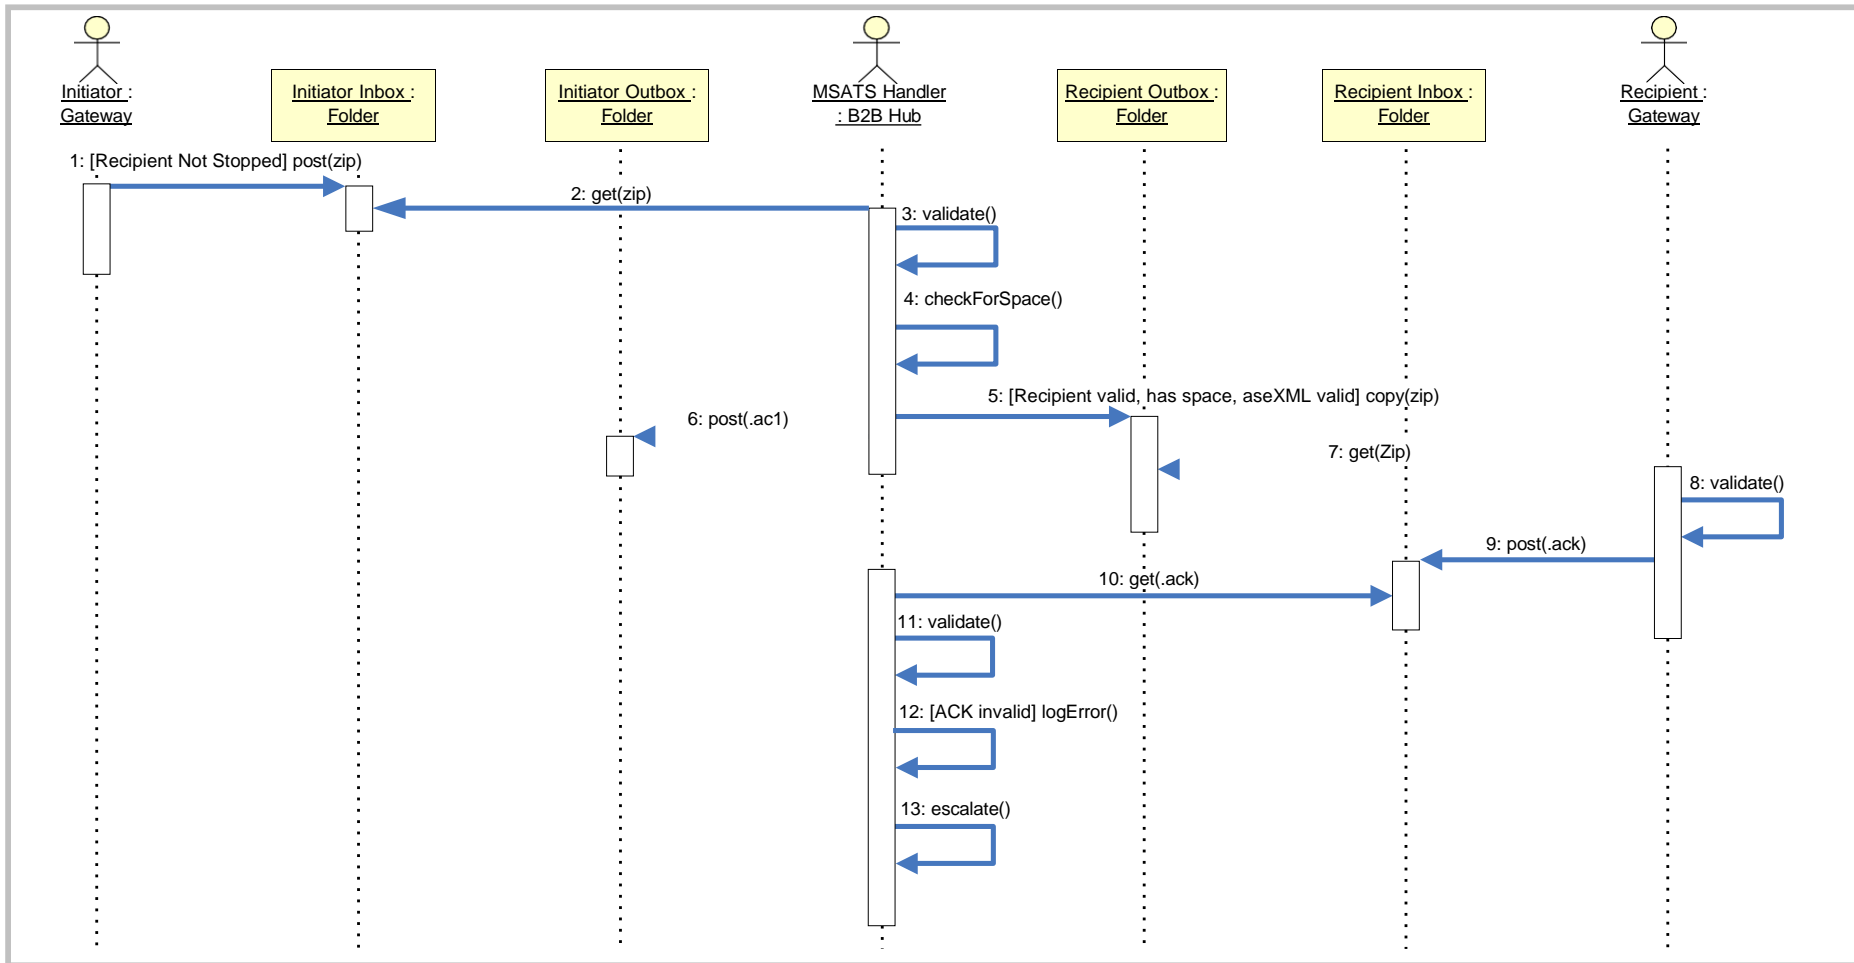 Initiator :
Gateway
Initiator Inbox :
Folder
Initiator Outbox :
Folder
MSATS Handler
: B2B Hub
Recipient Outbox :
Folder
Recipient Inbox :
Folder
Recipient :
Gateway
1: [Recipient Not Stopped] post(zip)
2: get(zip)
3: validate()
4: checkForSpace()
5: [Recipient valid, has space, aseXML valid] copy(zip)
6: post(.ac1)
7: get(Zip)
8: validate()
9: post(.ack)
10: get(.ack)
11: validate()
12: [ACK invalid] logError()
13: escalate()